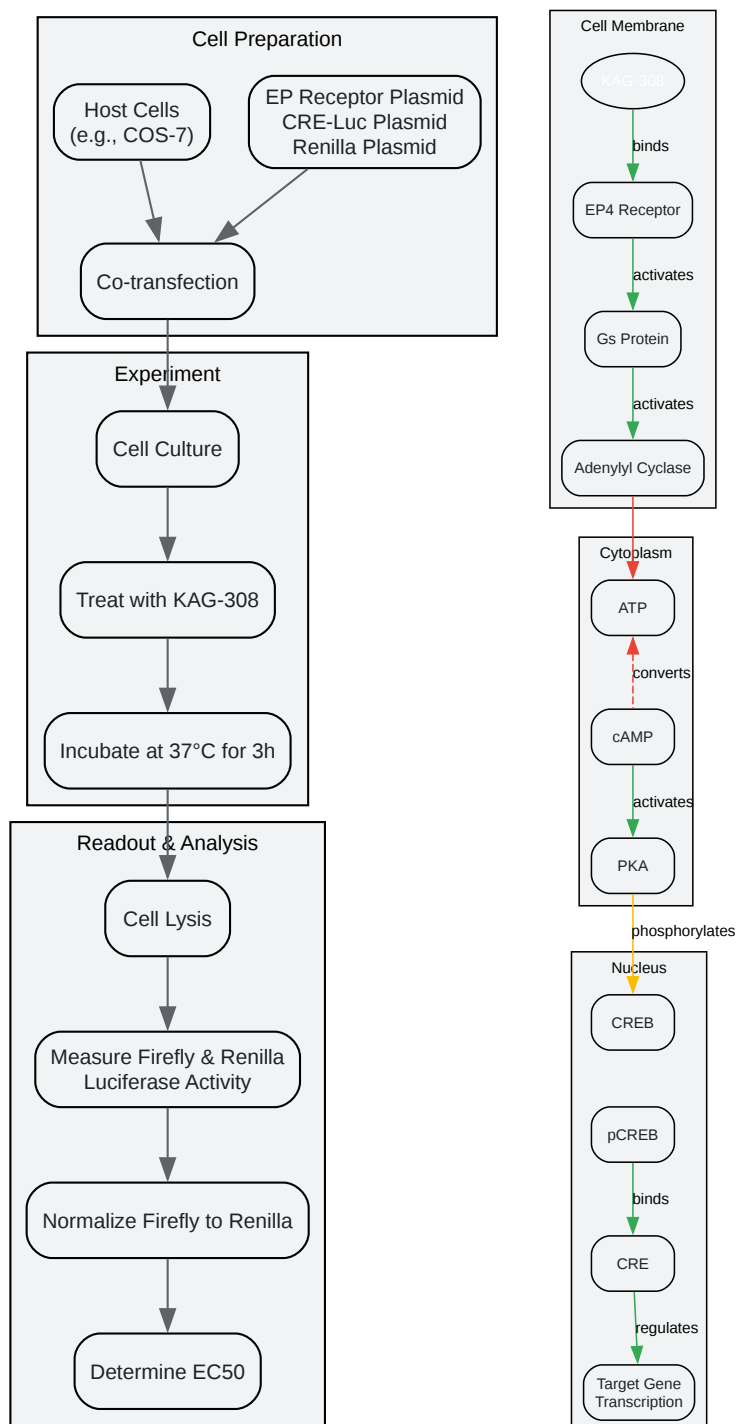 Cell Preparation
Host Cells
(e.g., COS-7)
EP Receptor Plasmid
CRE-Luc Plasmid
Renilla Plasmid
Co-transfection
Experiment
Cell Culture
Treat with KAG-308
Incubate at 37°C for 3h
Readout & Analysis
Cell Lysis
Measure Firefly & Renilla
Luciferase Activity
Normalize Firefly to Renilla
Determine EC50
Cell Membrane
KAG-308
binds
EP4 Receptor
activates
Gs Protein
activates
Adenylyl Cyclase
Cytoplasm
ATP
converts
cAMP
activates
PKA
phosphorylates
Nucleus
CREB
pCREB
binds
CRE
regulates
Target Gene
Transcription